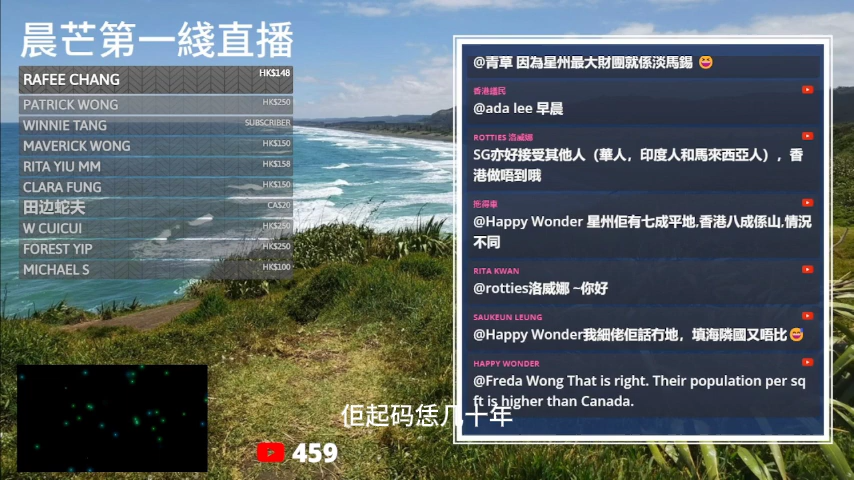 晨芒第一綫直播
RAFEE CHANG HK$148
PATRICK WONG HK$250
WINNIE TANG SUBSCRIBER
MAVERICK WONG HK$150
RITA YIU MM HK$158
CLARA FUNG HK$150
田边蛇夫 CA$20
W CUICUI HK$250
FOREST YIP HK$250
MICHAEL S HK$100
@青草 因為星州最大財團就係淡馬錫 😄
香港國民
@ada lee 早晨
ROTTIES 洛威娜
SG亦好接受其他人（華人，印度人和馬來西亞人），香
港做唔到哦
@Happy Wonder 星州佢有七成平地,香港八成係山,情況
不同
RITA KWAN
@rotties洛威娜 ~你好
SAUKEUN LEUNG
@Happy Wonder我細佬佢話冇地，填海隣國又唔比😅
HAPPY WONDER
@Freda Wong That is right. Their population per sq
ft is higher than Canada.
佢起码恁几十年
459